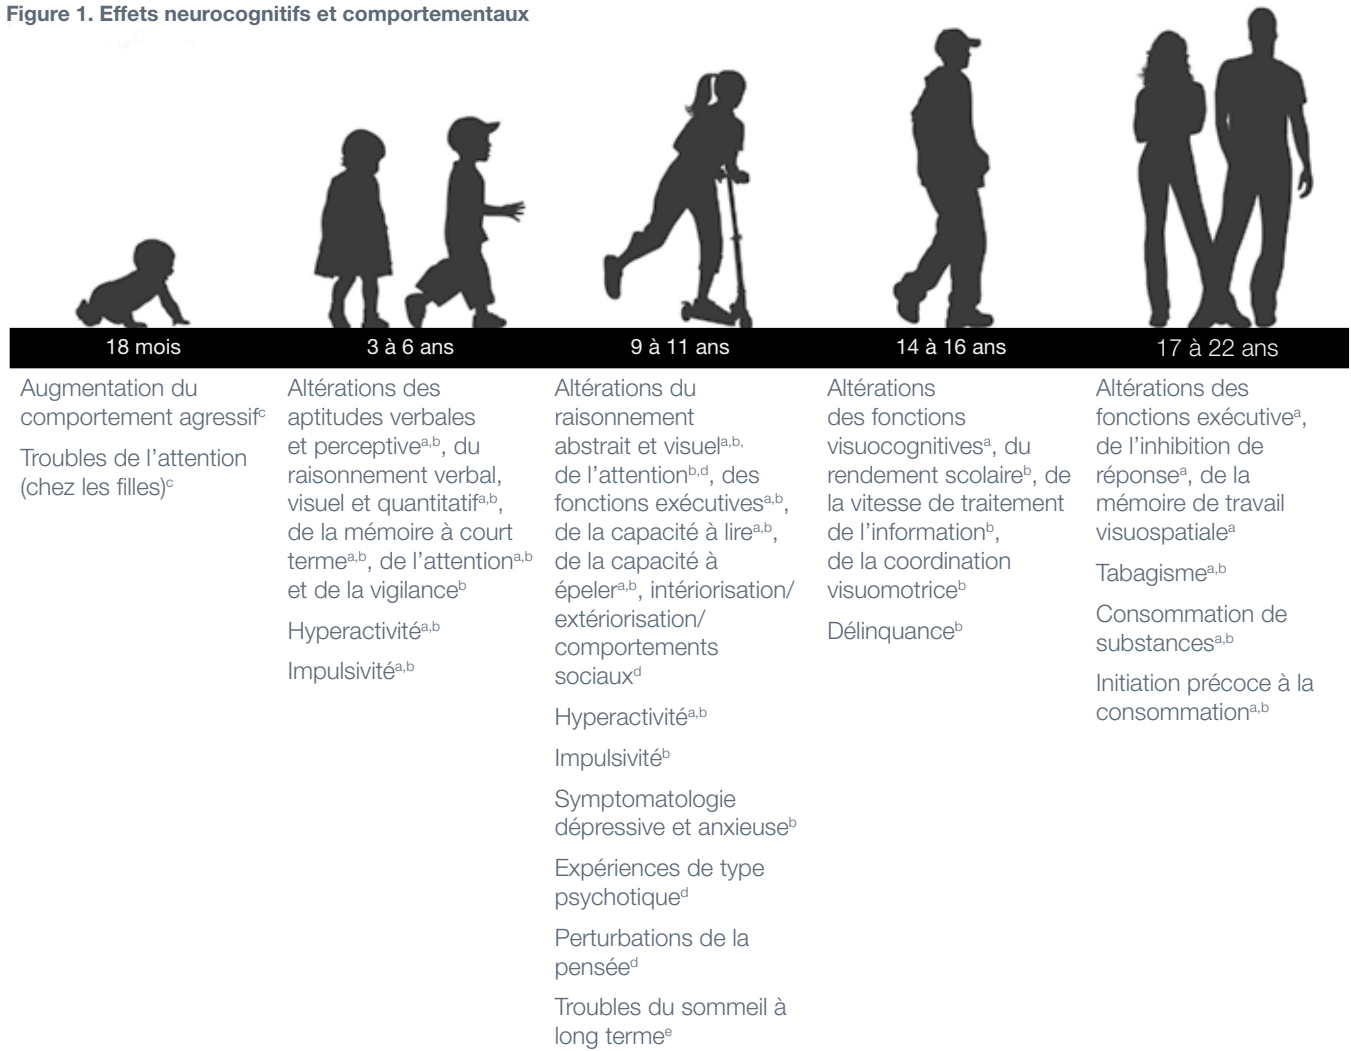 Figure 1. Effets neurocognitifs et comportementaux
18 mois
3 à 6 ans
9 à 11 ans
14 à 16 ans
17 à 22 ans
Augmentation du
comportement agressifᶜ
Troubles de l’attention
(chez les filles)ᶜ
Altérations des
aptitudes verbales
et perceptiveᵃ,ᵇ, du
raisonnement verbal,
visuel et quantitatifᵃ,ᵇ,
de la mémoire à court
termeᵃ,ᵇ, de l’attentionᵃ,ᵇ
et de la vigilanceᵇ
Hyperactivitéᵃ,ᵇ
Impulsivitéᵃ,ᵇ
Altérations du
raisonnement
abstrait et visuelᵃ,ᵇ,
de l’attentionᵇ,ᵈ, des
fonctions exécutivesᵃ,ᵇ,
de la capacité à lireᵃ,ᵇ,
de la capacité à
épelerᵃ,ᵇ, intériorisation/
extériorisation/
comportements
sociauxᵈ
Hyperactivitéᵃ,ᵇ
Impulsivitéᵇ
Symptomatologie
dépressive et anxieuseᵇ
Expériences de type
psychotiqueᵈ
Perturbations de la
penséeᵈ
Troubles du sommeil à
long termeᵉ
Altérations
des fonctions
visuocognitivesᵃ, du
rendement scolaireᵇ, de
la vitesse de traitement
de l’informationᵇ,
de la coordination
visuomotriceᵇ
Délinquanceᵇ
Altérations des
fonctions exécutiveᵃ,
de l’inhibition de
réponseᵃ, de la
mémoire de travail
visuospatialeᵃ
Tabagismeᵃ,ᵇ
Consommation de
substancesᵃ,ᵇ
Initiation précoce à la
consommationᵃ,ᵇ